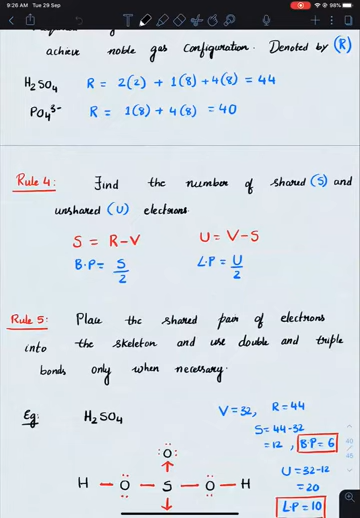 9:26 AM Tue 29 Sep
achieve noble gas configuration. Denoted by (R)
H2SO4 R = 2(2) + 1(8) + 4(8) = 44
PO4^3- R = 1(8) + 4(8) = 40
Rule 4: Find the number of shared (S) and
unshared (U) electrons.
S = R-V U = V-S
B.P = S/2 L.P = U/2
Rule 5: Place the shared pair of electrons
into the skeleton and use double and triple
bonds only when necessary.
Eg: H2SO4
V = 32, R = 44
S = 44-32
= 12, B.P = 6
U = 32-12
= 20
L.P = 10
:O:
H — O — S — O — H
40
45